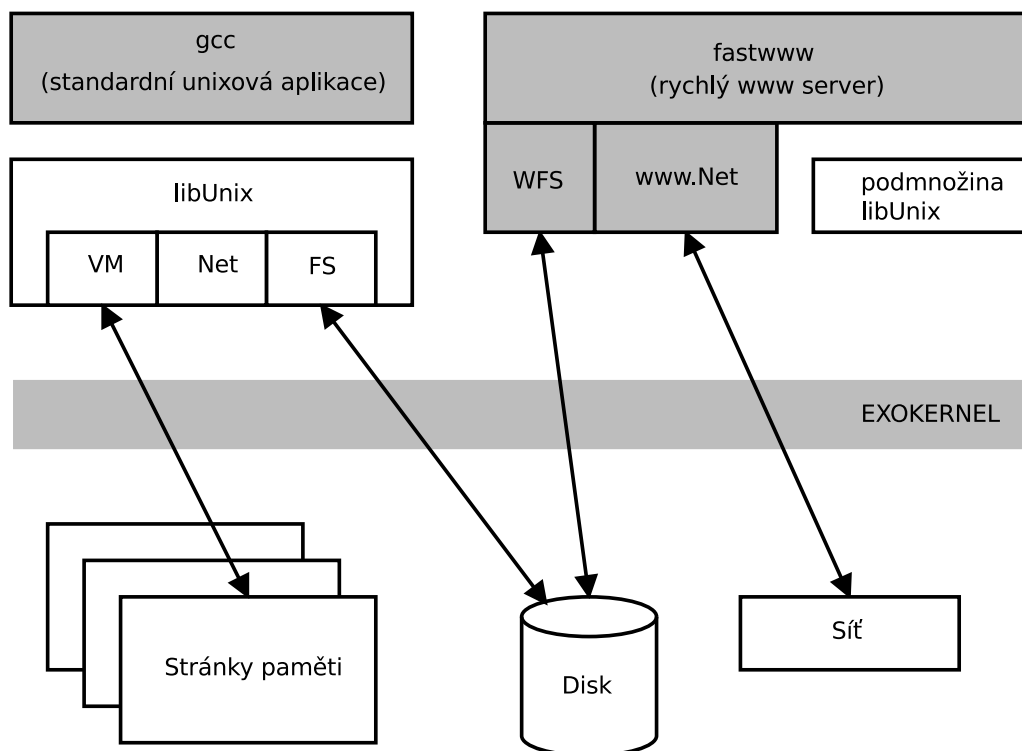 gcc
(standardní unixová aplikace)
fastwww
(rychlý www server)
WFS
www.Net
podmnožina
libUnix
libUnix
VM
Net
FS
EXOKERNEL
Stránky paměti
Disk
Síť